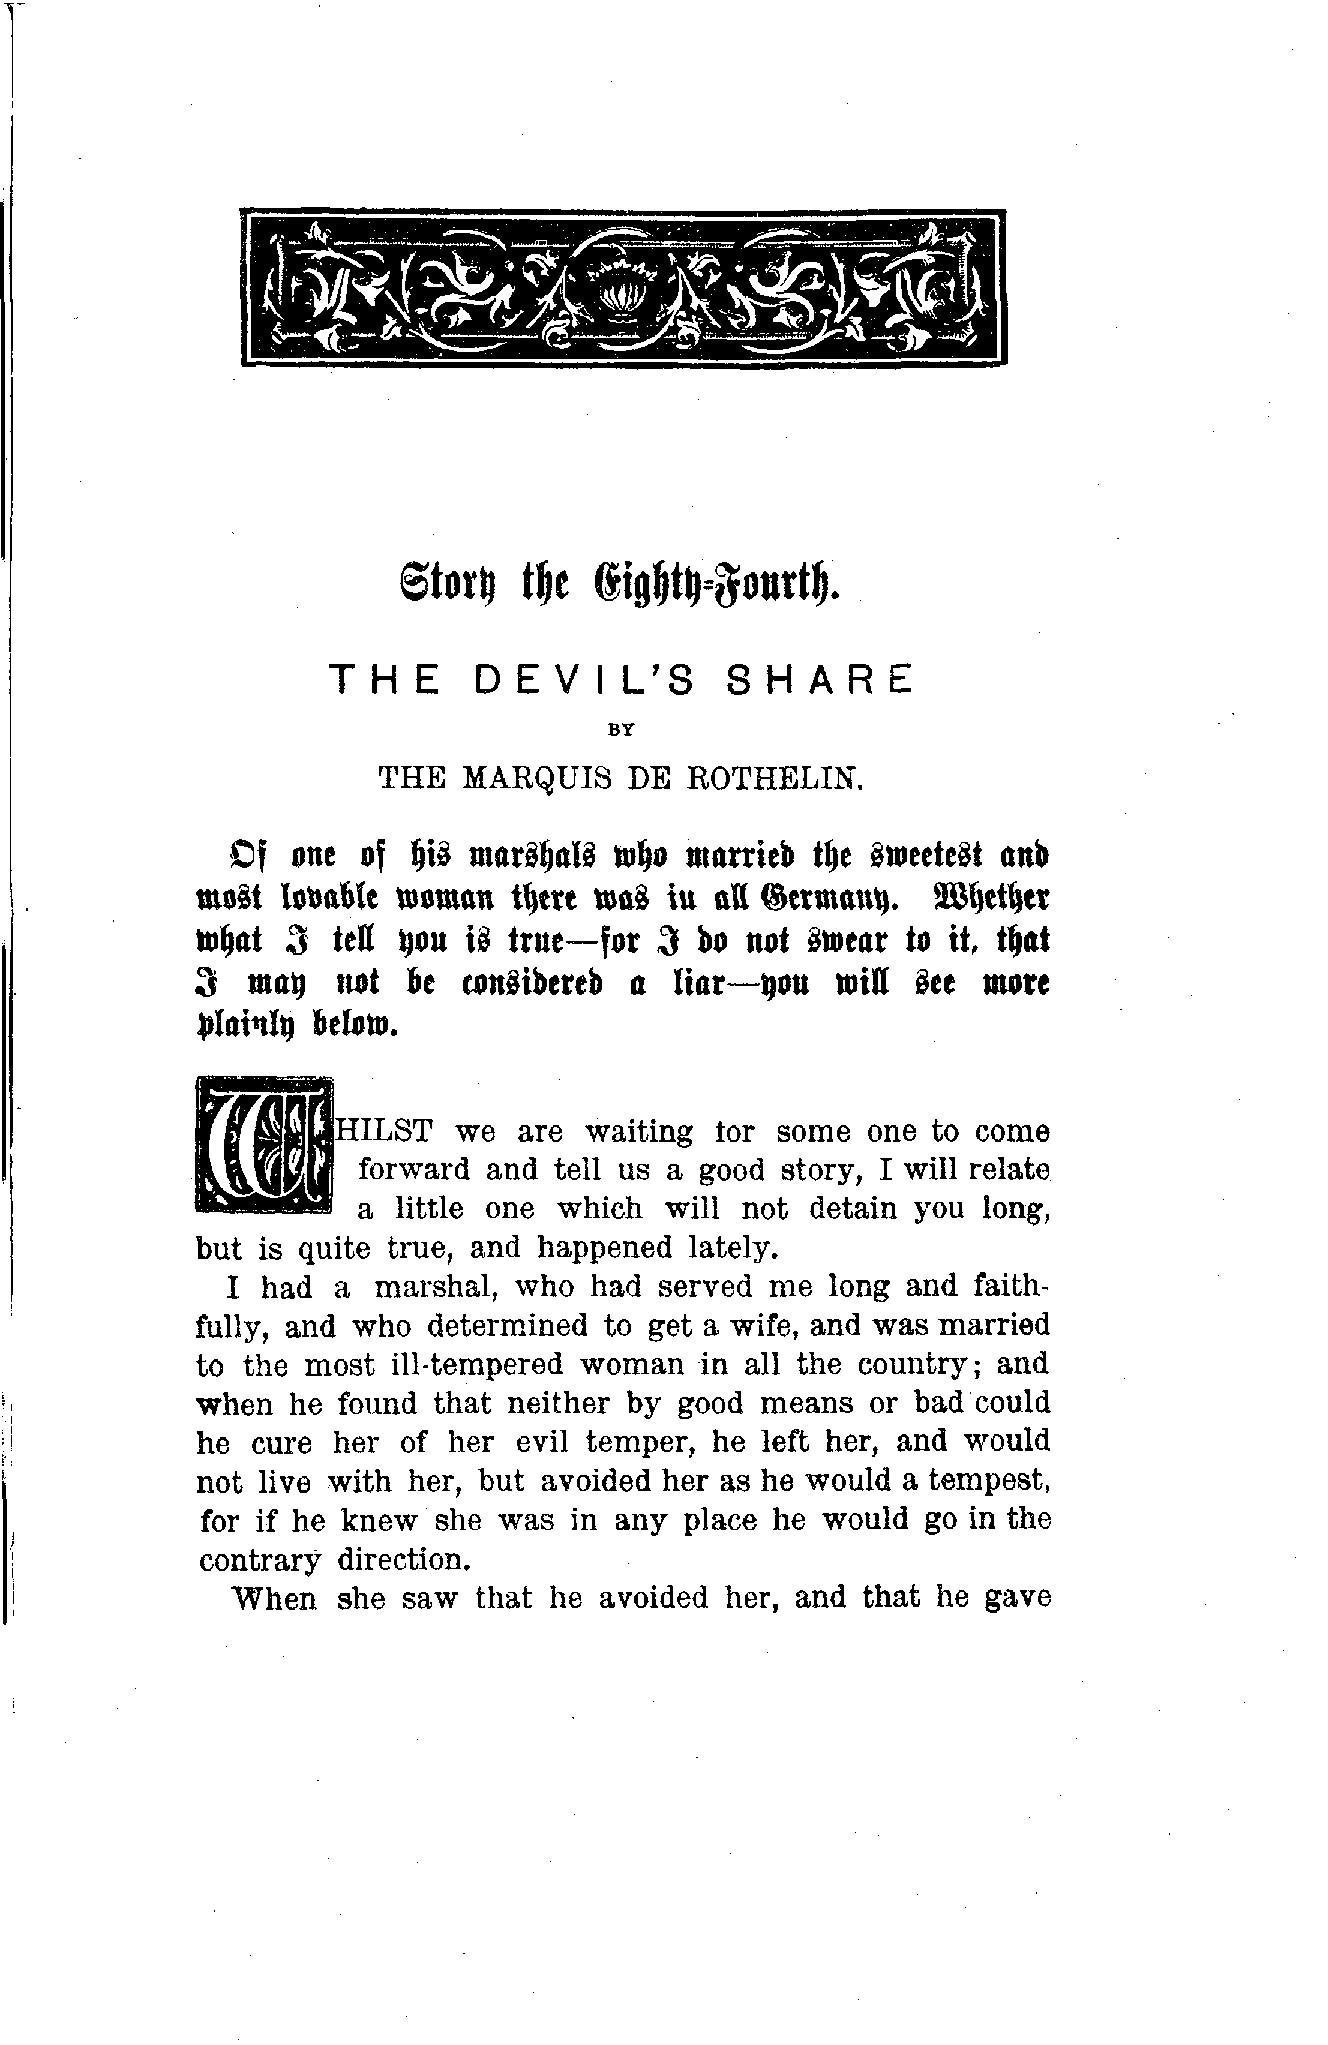 Story the Eighty-Fourth.
THE DEVIL'S SHARE
BY
THE MARQUIS DE ROTHELIN.
Of one of his marshals who married the sweetest and
most lovable woman there was in all Germany. Whether
what I tell you is true—for I do not swear to it, that
I may not be considered a liar—you will see more
plainly below.
WHILST we are waiting for some one to come
forward and tell us a good story, I will relate
a little one which will not detain you long,
but is quite true, and happened lately.
I had a marshal, who had served me long and faith-
fully, and who determined to get a wife, and was married
to the most ill-tempered woman in all the country; and
when he found that neither by good means or bad could
he cure her of her evil temper, he left her, and would
not live with her, but avoided her as he would a tempest,
for if he knew she was in any place he would go in the
contrary direction.
When she saw that he avoided her, and that he gave